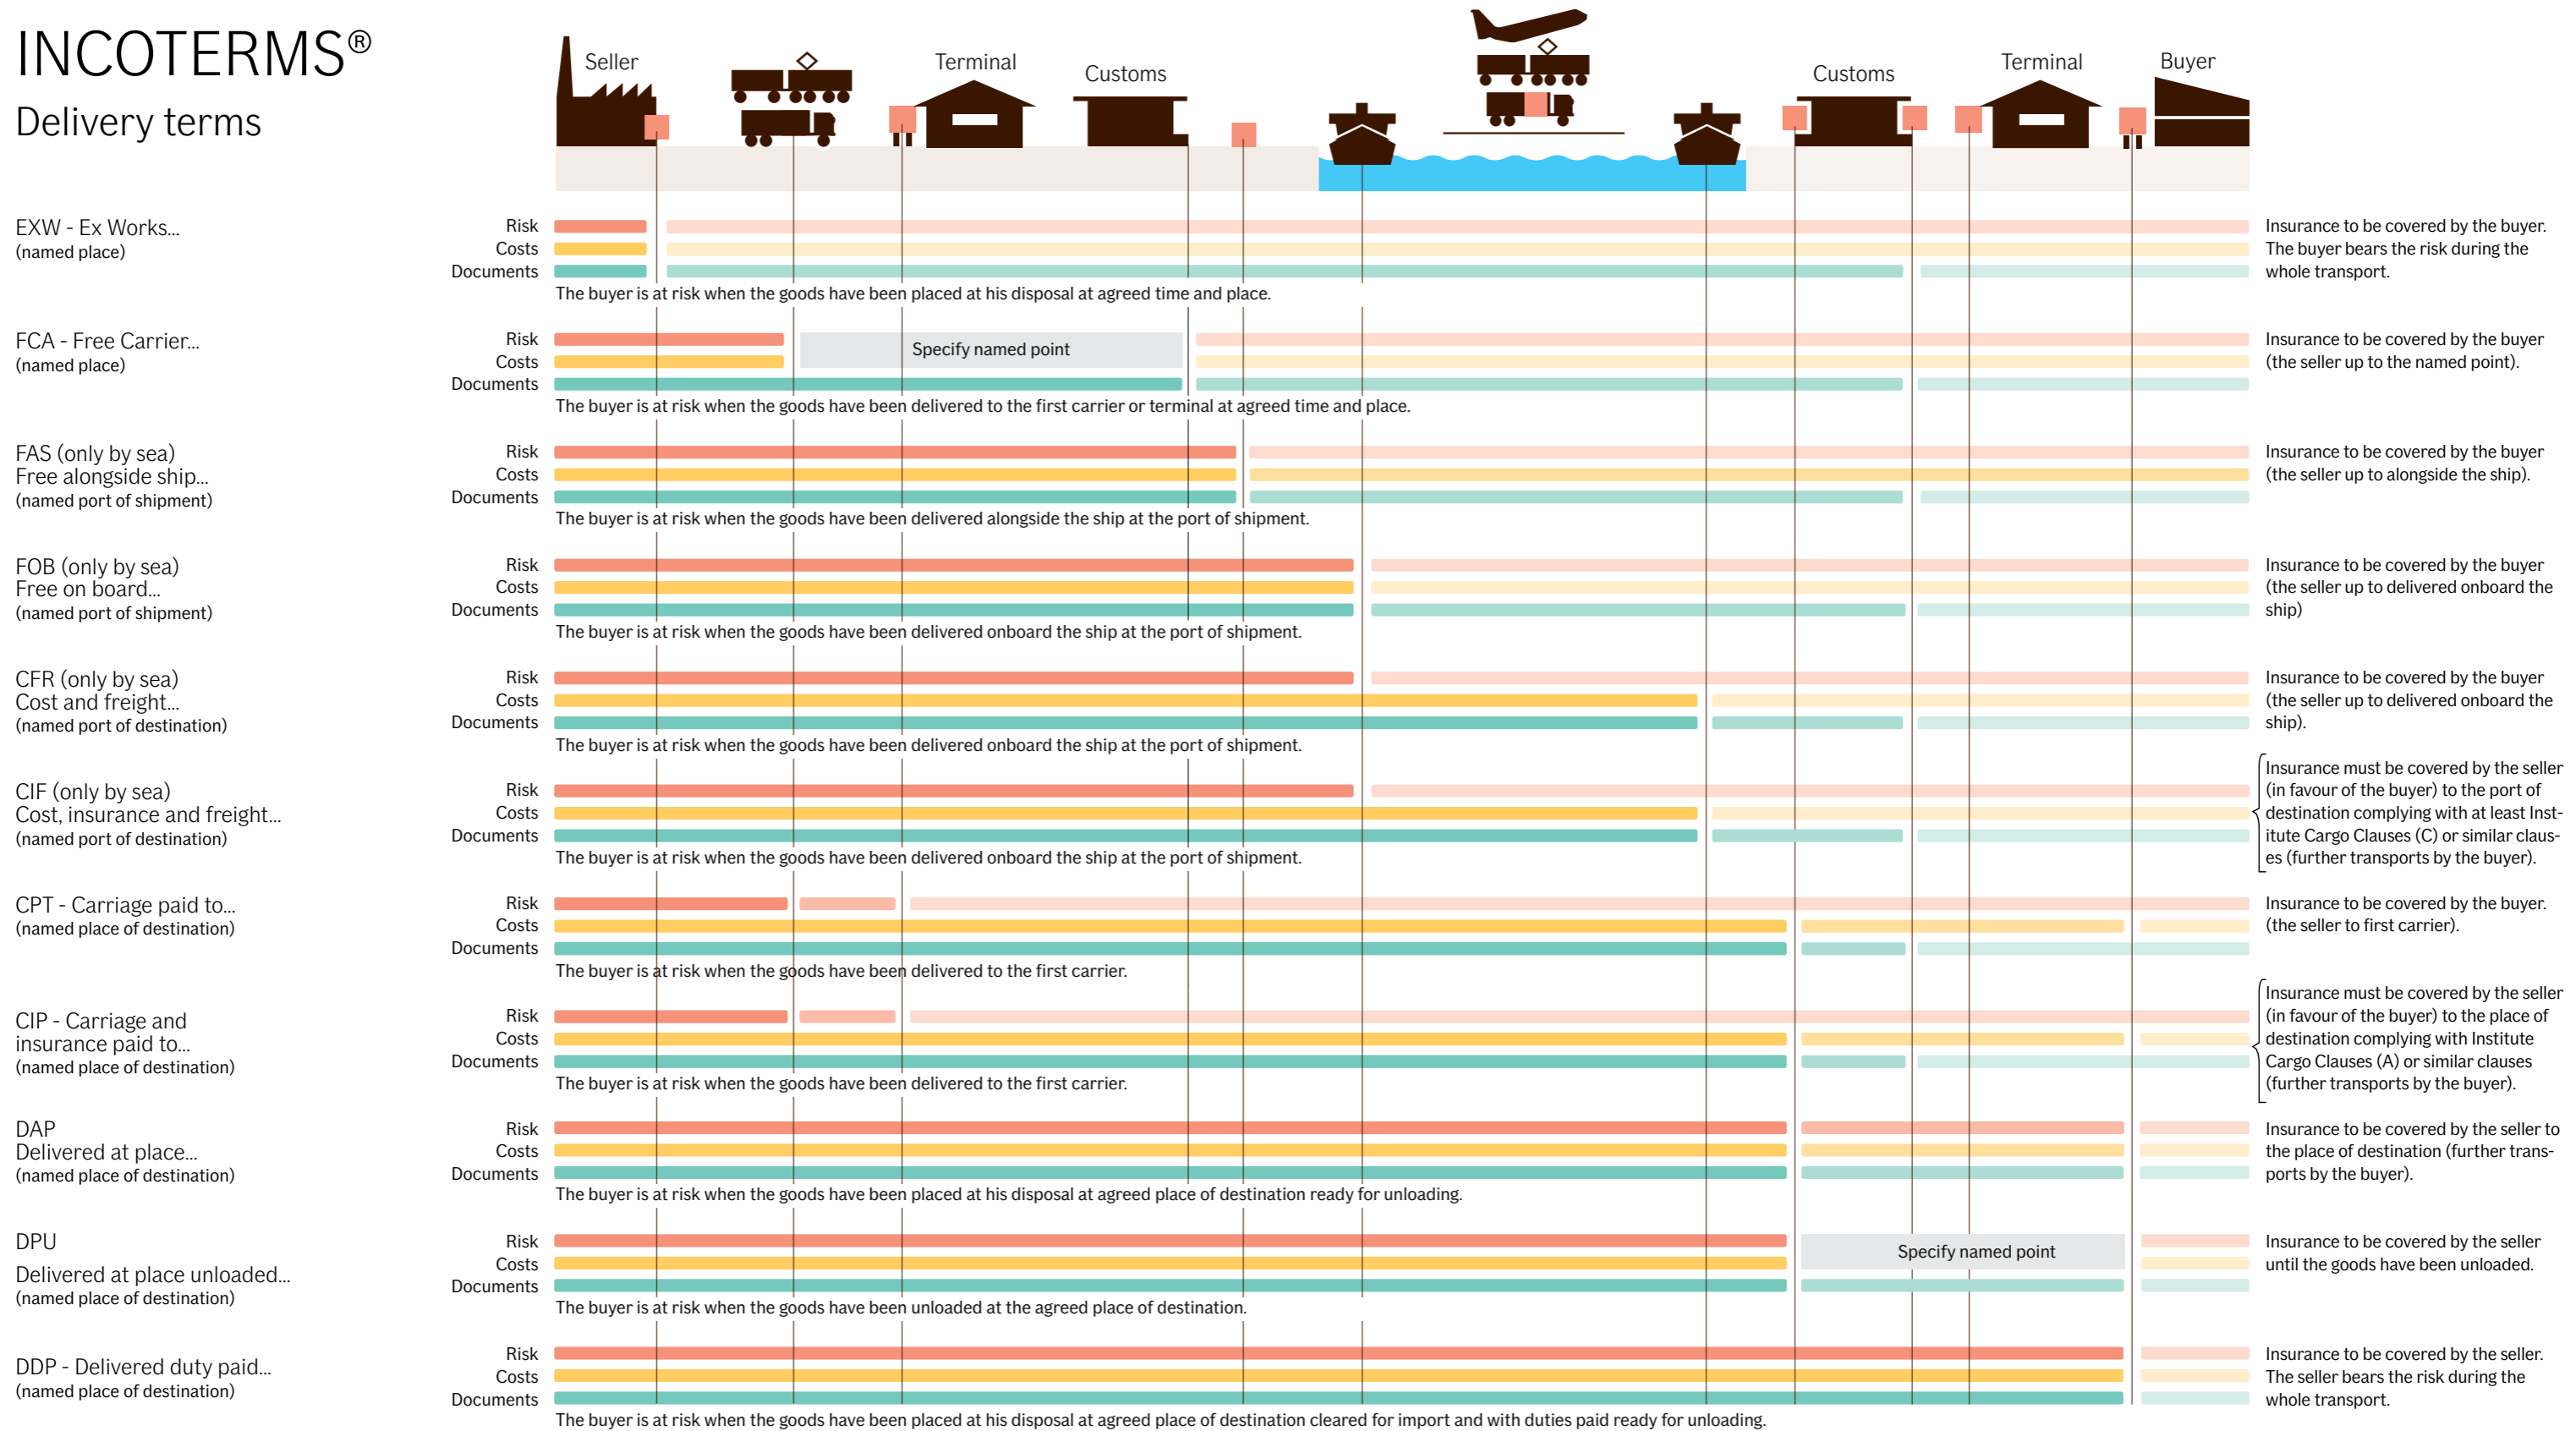 INCOTERMS®
Delivery terms
Seller
Terminal
Customs
Customs
Terminal
Buyer
EXW - Ex Works...
(named place)
Risk
Costs
Documents
The buyer is at risk when the goods have been placed at his disposal at agreed time and place.
Insurance to be covered by the buyer.
The buyer bears the risk during the
whole transport.
FCA - Free Carrier...
(named place)
Risk
Costs
Documents
Specify named point
The buyer is at risk when the goods have been delivered to the first carrier or terminal at agreed time and place.
Insurance to be covered by the buyer
(the seller up to the named point).
FAS (only by sea)
Free alongside ship...
(named port of shipment)
Risk
Costs
Documents
The buyer is at risk when the goods have been delivered alongside the ship at the port of shipment.
Insurance to be covered by the buyer
(the seller up to alongside the ship).
FOB (only by sea)
Free on board...
(named port of shipment)
Risk
Costs
Documents
The buyer is at risk when the goods have been delivered onboard the ship at the port of shipment.
Insurance to be covered by the buyer
(the seller up to delivered onboard the
ship)
CFR (only by sea)
Cost and freight...
(named port of destination)
Risk
Costs
Documents
The buyer is at risk when the goods have been delivered onboard the ship at the port of shipment.
Insurance to be covered by the buyer
(the seller up to delivered onboard the
ship).
CIF (only by sea)
Cost, insurance and freight...
(named port of destination)
Risk
Costs
Documents
The buyer is at risk when the goods have been delivered onboard the ship at the port of shipment.
Insurance must be covered by the seller
(in favour of the buyer) to the port of
destination complying with at least Inst-
itute Cargo Clauses (C) or similar claus-
es (further transports by the buyer).
CPT - Carriage paid to...
(named place of destination)
Risk
Costs
Documents
The buyer is at risk when the goods have been delivered to the first carrier.
Insurance to be covered by the buyer.
(the seller to first carrier).
CIP - Carriage and
insurance paid to...
(named place of destination)
Risk
Costs
Documents
The buyer is at risk when the goods have been delivered to the first carrier.
Insurance must be covered by the seller
(in favour of the buyer) to the place of
destination complying with Institute
Cargo Clauses (A) or similar clauses
(further transports by the buyer).
DAP
Delivered at place...
(named place of destination)
Risk
Costs
Documents
The buyer is at risk when the goods have been placed at his disposal at agreed place of destination ready for unloading.
Insurance to be covered by the seller to
the place of destination (further trans-
ports by the buyer).
DPU
Delivered at place unloaded...
(named place of destination)
Risk
Costs
Documents
Specify named point
The buyer is at risk when the goods have been unloaded at the agreed place of destination.
Insurance to be covered by the seller
until the goods have been unloaded.
DDP - Delivered duty paid...
(named place of destination)
Risk
Costs
Documents
The buyer is at risk when the goods have been placed at his disposal at agreed place of destination cleared for import and with duties paid ready for unloading.
Insurance to be covered by the seller.
The seller bears the risk during the
whole transport.